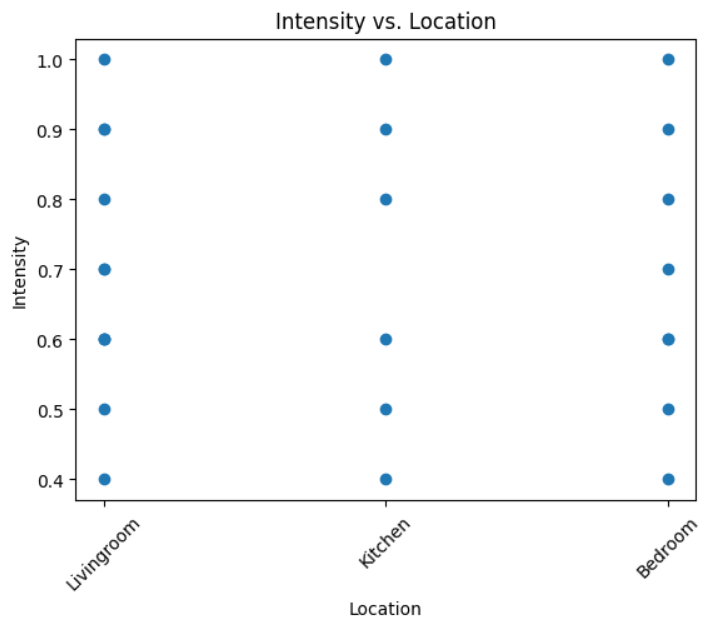 Intensity vs. Location
1.0
0.9
0.8
0.7
0.6
0.5
0.4
Intensity
Livingroom
Kitchen
Bedroom
Location